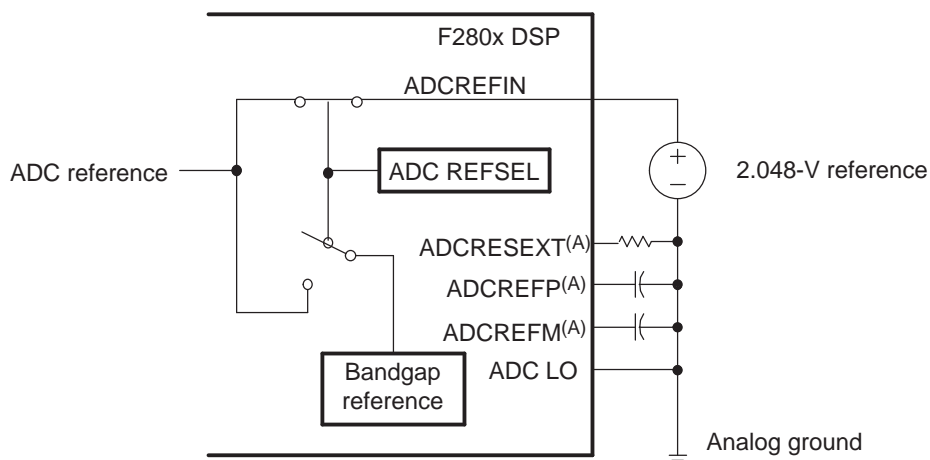 F280x DSP
ADCREFIN
ADC reference
ADC REFSEL
+
−
2.048-V reference
ADCRESEXT(A)
ADCREFP(A)
ADCREFM(A)
ADC LO
Bandgap
reference
Analog ground